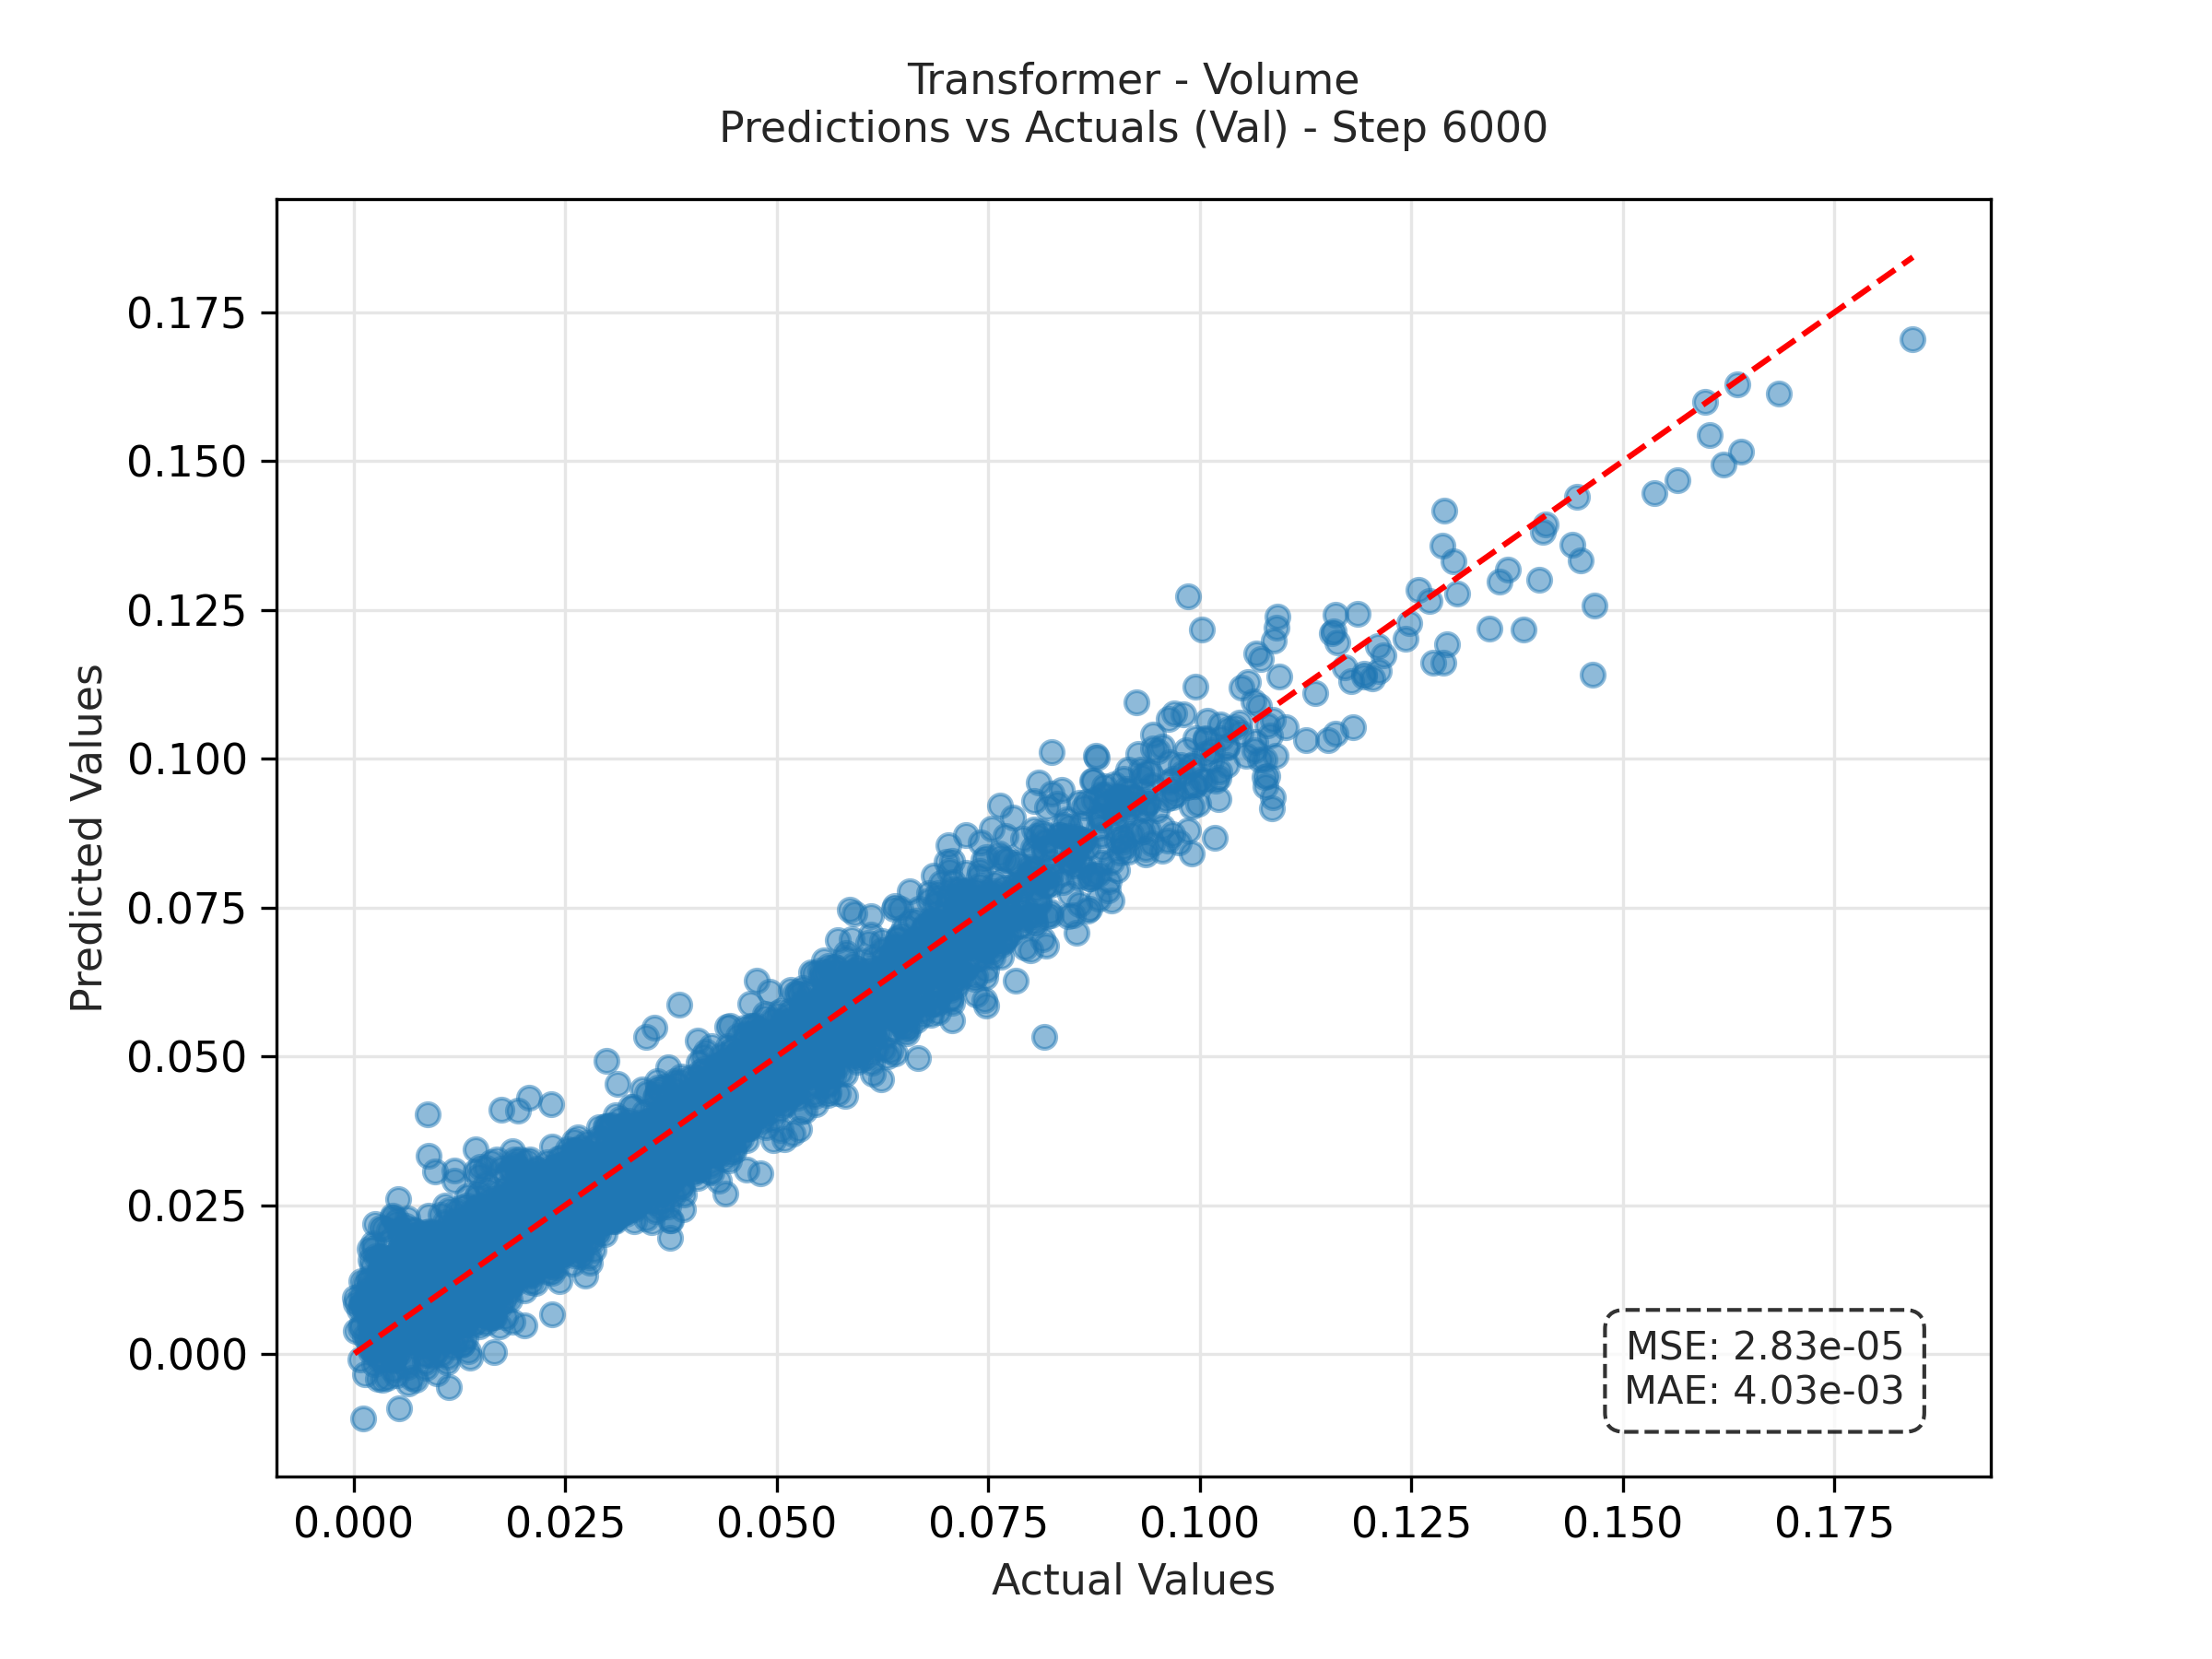 Transformer - Volume
Predictions vs Actuals (Val) - Step 6000
Predicted Values
0.175
0.150
0.125
0.100
0.075
0.050
0.025
0.000
MSE: 2.83e-05
MAE: 4.03e-03
0.000 0.025 0.050 0.075 0.100 0.125 0.150 0.175
Actual Values